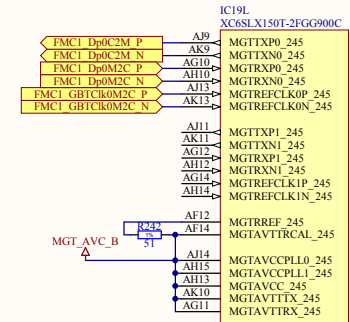 IC19L
XC6SLX150T-2FGG900C
FMC1_Dp0C2M_P AJ9 MGTTXP0_245
FMC1_Dp0C2M_N AK9 MGTTXN0_245
FMC1_Dp0M2C_P AG10 MGTRXP0_245
FMC1_Dp0M2C_N AH10 MGTRXN0_245
FMC1_GBTClk0M2C_P AJ13 MGTREFCLK0P_245
FMC1_GBTClk0M2C_N AK13 MGTREFCLK0N_245
AJ11 MGTTXP1_245
AK11 MGTTXN1_245
AG12 MGTRXP1_245
AH12 MGTRXN1_245
AG14 MGTREFCLK1P_245
AH14 MGTREFCLK1N_245
AF12 MGTRREF_245
R242 AF14 MGTAVTTRCAL_245
1%
51
MGT_AVC_B
AJ14 MGTAVCCPLL0_245
AH15 MGTAVCCPLL1_245
AH13 MGTAVCC_245
AK10 MGTAVTTTX_245
AG11 MGTAVTTRX_245